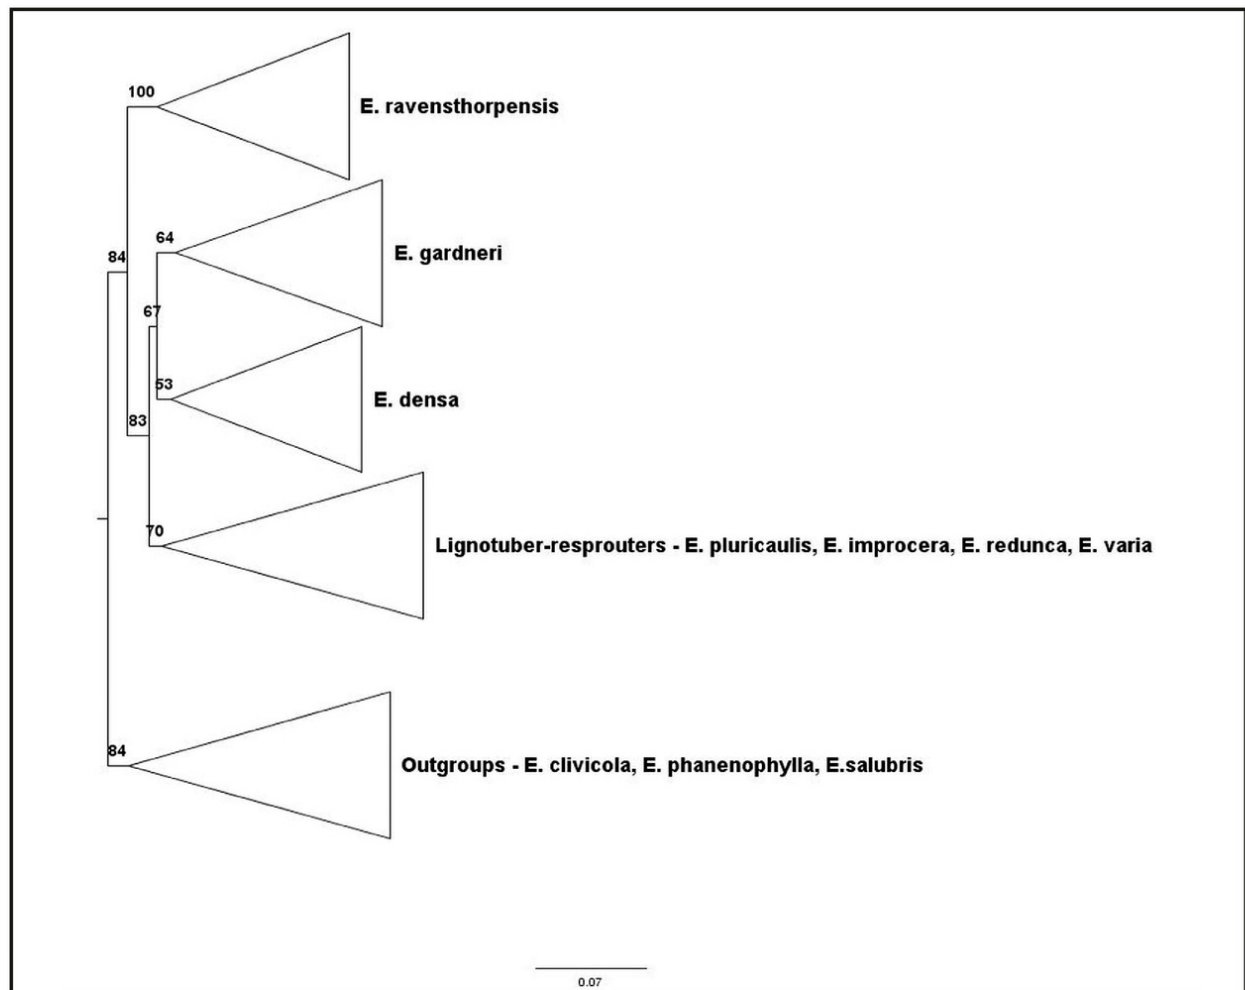 100
E. ravensthorpensis
64
E. gardneri
84
67
53
E. densa
83
70
Lignotuber-resprouters - E. pluricaulis, E. improcera, E. redunca, E. varia
84
Outgroups - E. clivicola, E. phanenophylla, E.salubris
0.07